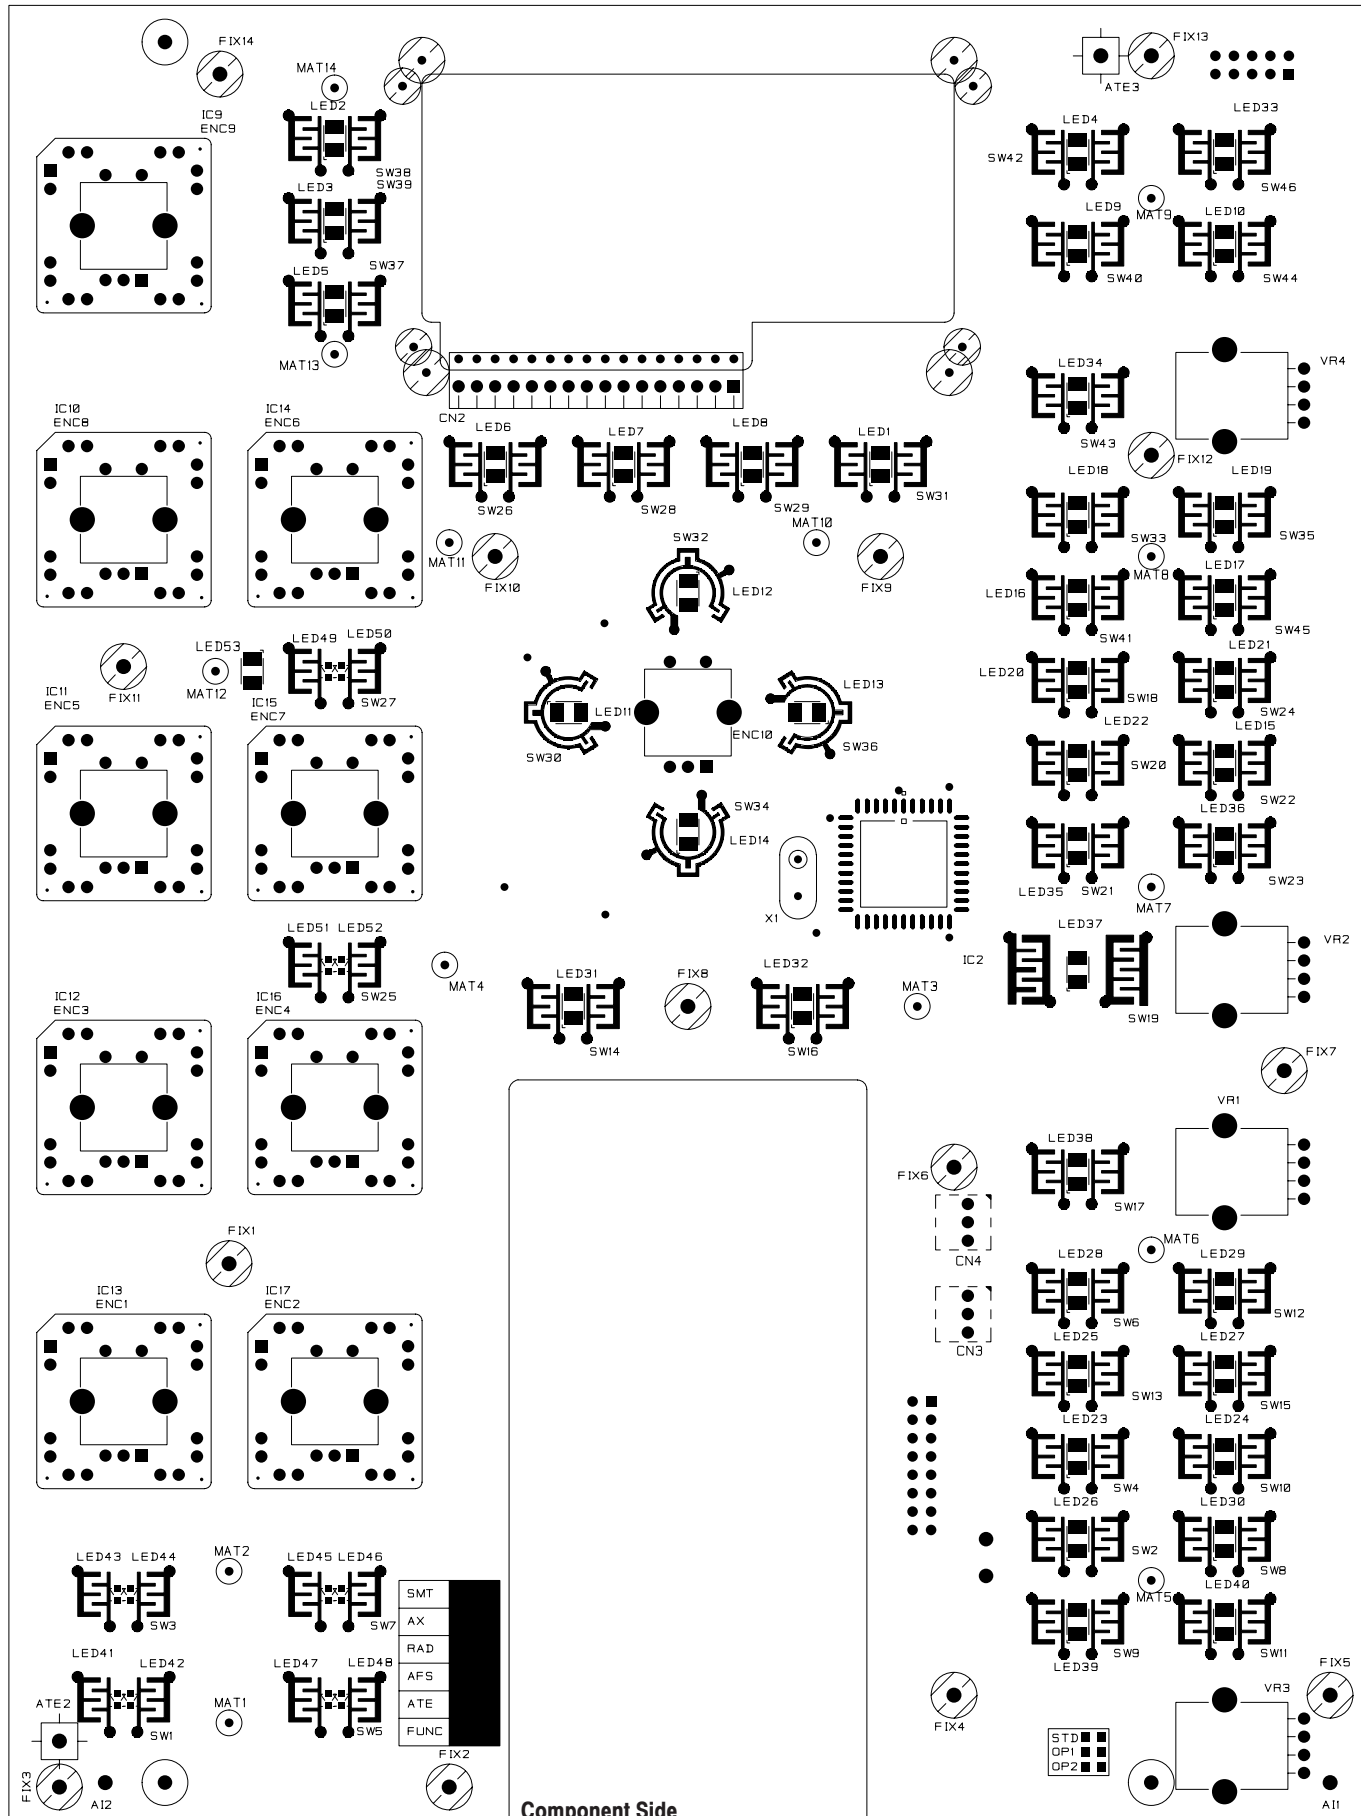 FIX14
FIX13
MAT14
ATE3
LED2
LED4
LED33
IC9
ENC9
SW42
SW38
SW39
SW46
LED3
MAT9
LED9
LED10
LED5
SW37
SW40
SW44
MAT13
LED34
VR4
CN2
IC10
ENC8
IC14
ENC6
LED6
LED7
LED8
LED1
SW43
FIX12
LED18
LED19
SW26
SW28
SW29
SW31
MAT10
MAT11
SW32
SW33
SW35
MAT8
LED17
FIX10
LED12
FIX9
LED16
SW41
SW45
LED49
LED50
LED53
LED21
LED20
FIX11
MAT12
IC11
ENC5
IC15
ENC7
SW27
LED13
SW18
LED11
SW24
LED22
LED15
ENC10
SW30
SW36
SW20
SW22
SW34
LED36
LED14
LED35
SW21
SW23
MAT7
X1
LED51
LED52
LED37
VR2
IC2
LED31
FIX8
LED32
SW25
MAT4
MAT3
IC12
ENC3
IC16
ENC4
SW19
SW14
SW16
FIX7
VR1
LED38
FIX6
SW17
FIX1
MAT6
CN4
LED28
LED29
IC13
ENC1
IC17
ENC2
SW6
SW12
LED25
LED27
CN3
SW13
SW15
LED23
LED24
SW4
SW10
LED26
LED30
MAT2
SW2
LED43
LED44
LED45
LED46
SW8
LED40
MAT5
SMT
AX
RAD
AFS
ATE
FUNC
SW3
SW7
SW9
SW11
LED41
LED42
LED47
LED48
LED39
FIX5
ATE2
MAT1
VR3
FIX4
SW1
SW5
STD
OP1
OP2
FIX2
FIX3
AI2
AI1
Component Side